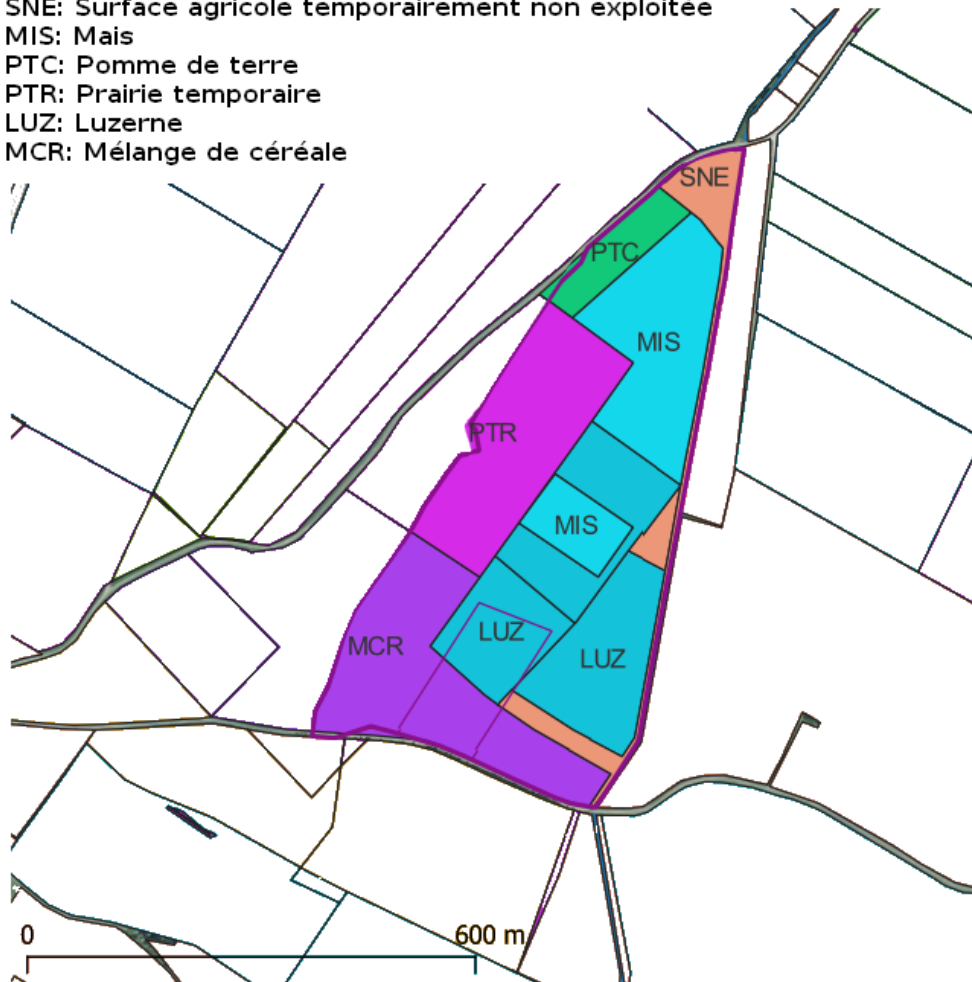 SNE: Surface agricole temporairement non exploitée
MIS: Mais
PTC: Pomme de terre
PTR: Prairie temporaire
LUZ: Luzerne
MCR: Mélange de céréale
SNE
PTC
MIS
PTR
MIS
LUZ
MCR
LUZ
0 600 m